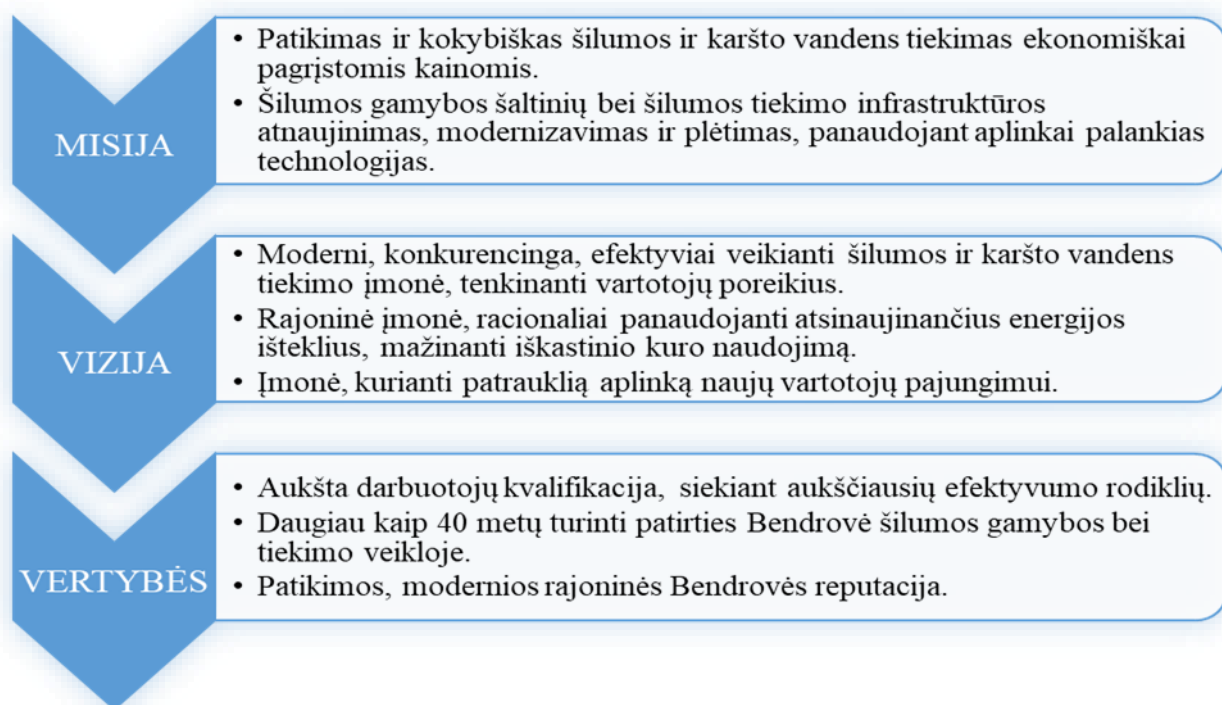 MISIJA
• Patikimas ir kokybiškas šilumos ir karšto vandens tiekimas ekonomiškai
pagrįstomis kainomis.
• Šilumos gamybos šaltinių bei šilumos tiekimo infrastruktūros
atnaujinimas, modernizavimas ir plėtimas, panaudojant aplinkai palankias
technologijas.
VIZIJA
• Moderni, konkurencinga, efektyviai veikianti šilumos ir karšto vandens
tiekimo įmonė, tenkinanti vartotojų poreikius.
• Rajoninė įmonė, racionaliai panaudojanti atsinaujinančius energijos
išteklius, mažinanti iškastinio kuro naudojimą.
• Įmonė, kurianti patrauklią aplinką naujų vartotojų pajungimui.
VERTYBĖS
• Aukšta darbuotojų kvalifikacija, siekiant aukščiausių efektyvumo rodiklių.
• Daugiau kaip 40 metų turinti patirties Bendrovė šilumos gamybos bei
tiekimo veikloje.
• Patikimos, modernios rajoninės Bendrovės reputacija.